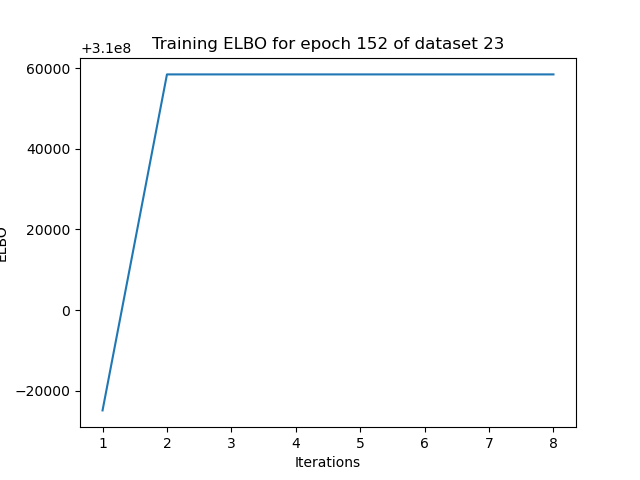 Training ELBO for epoch 152 of dataset 23
+3.1e8
60000
40000
20000
0
−20000
ELBO
1 2 3 4 5 6 7 8
Iterations